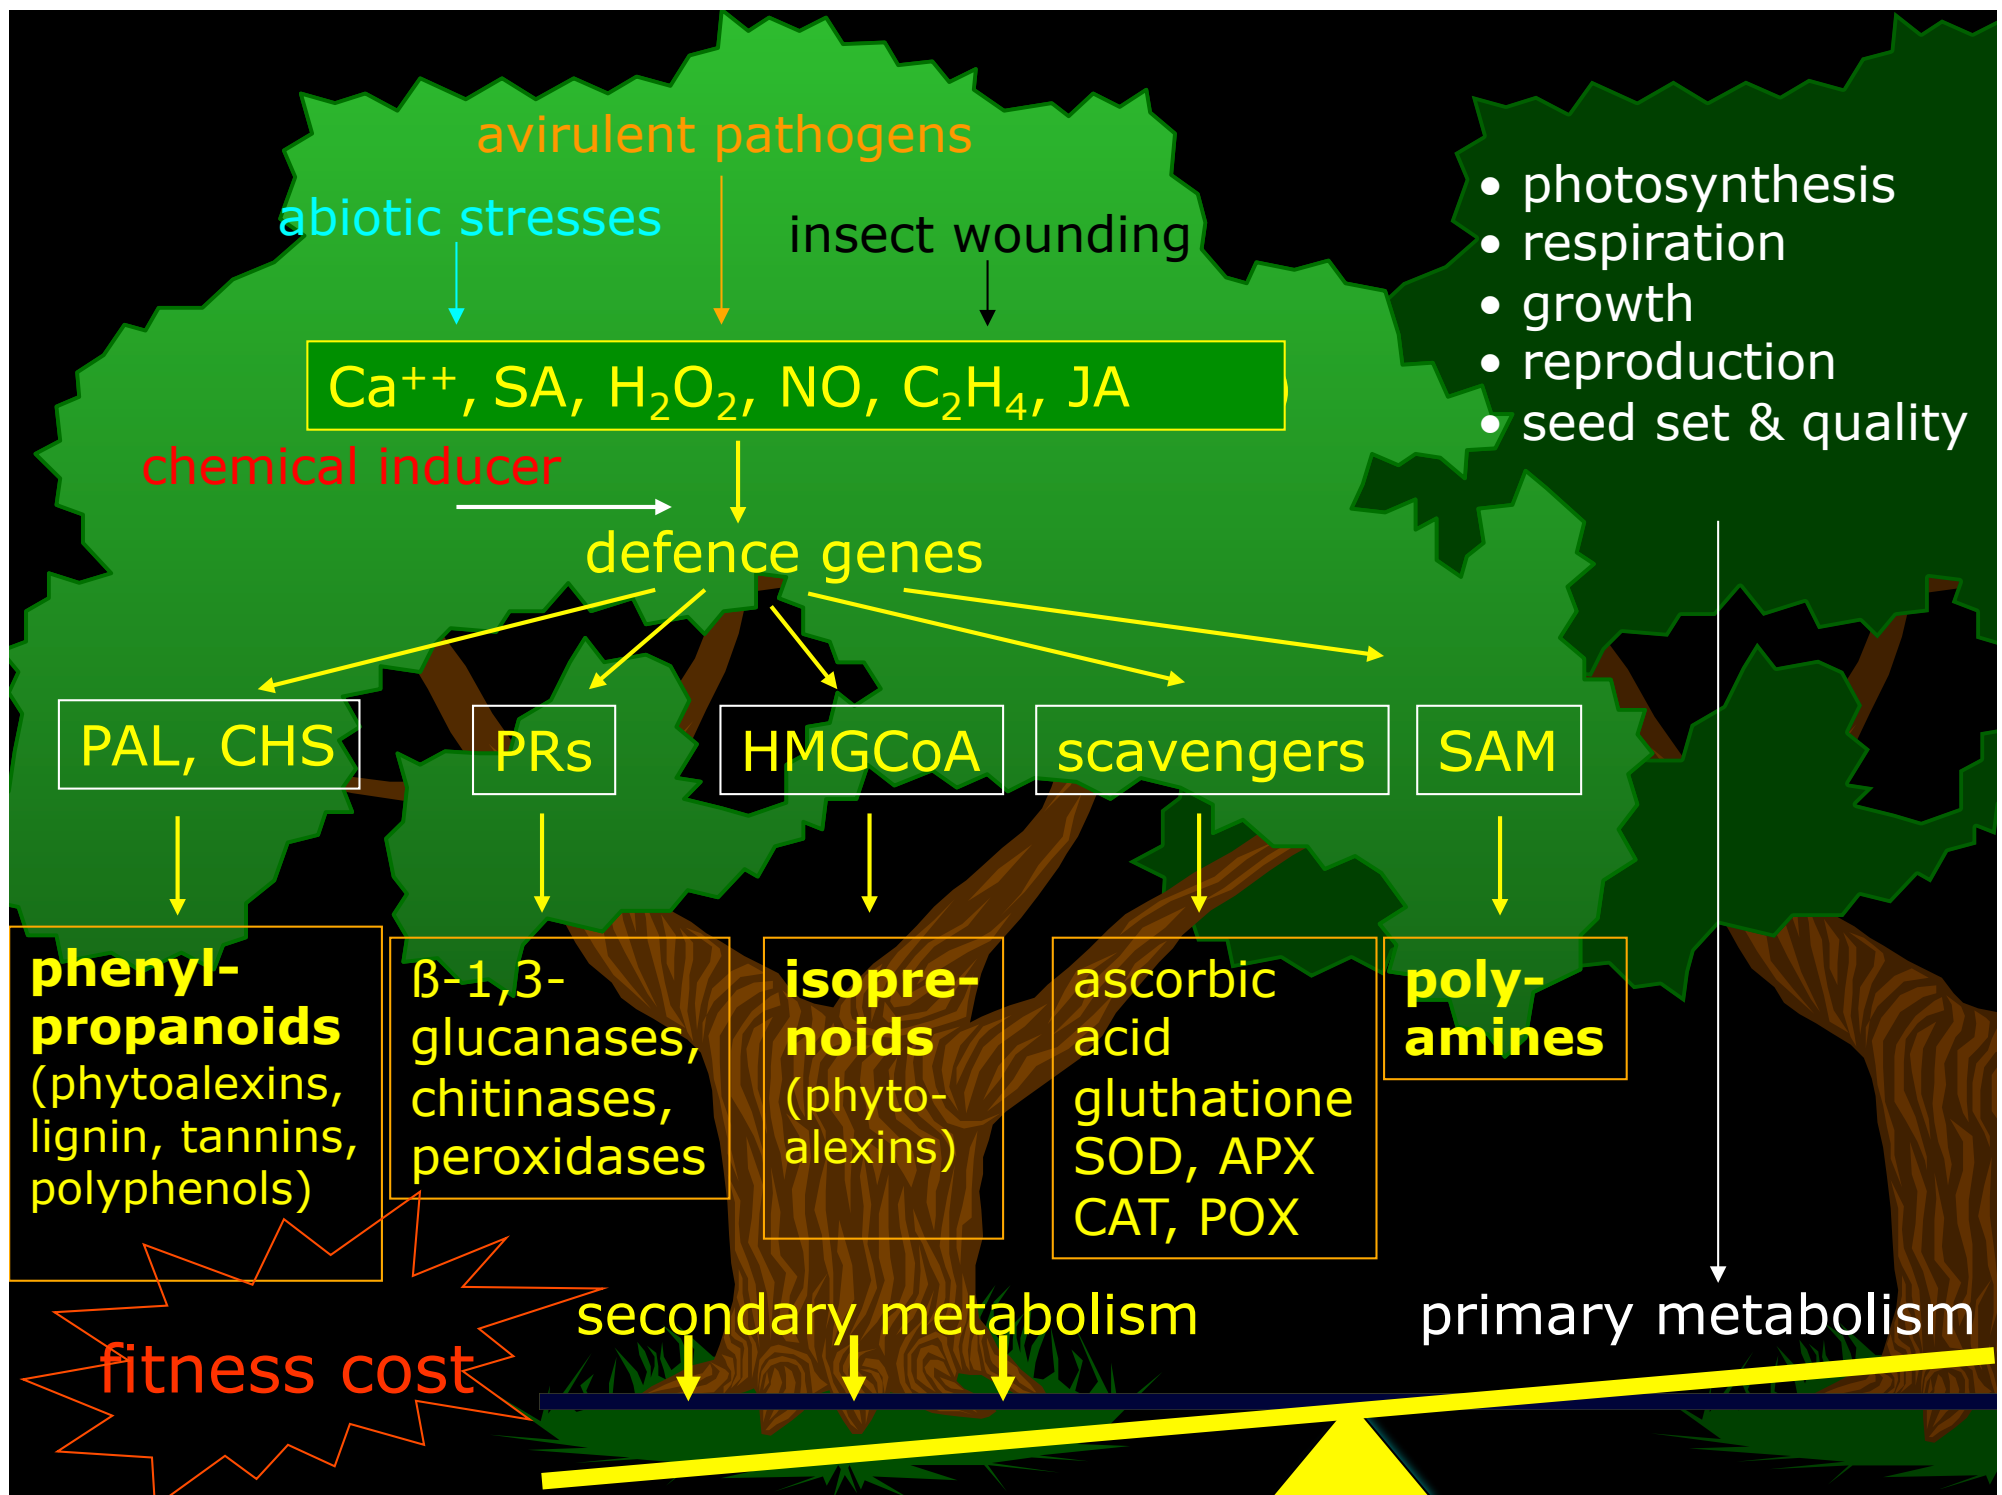 avirulent pathogens
abiotic stresses
insect wounding
Ca⁺⁺, SA, H₂O₂, NO, C₂H₄, JA
chemical inducer
defence genes
PAL, CHS
PRs
HMGCoA
scavengers
SAM
phenyl-
propanoids
(phytoalexins,
lignin, tannins,
polyphenols)
ß-1,3-
glucanases,
chitinases,
peroxidases
isopre-
noids
(phyto-
alexins)
ascorbic
acid
gluthatione
SOD, APX
CAT, POX
poly-
amines
• photosynthesis
• respiration
• growth
• reproduction
• seed set & quality
secondary metabolism
primary metabolism
fitness cost